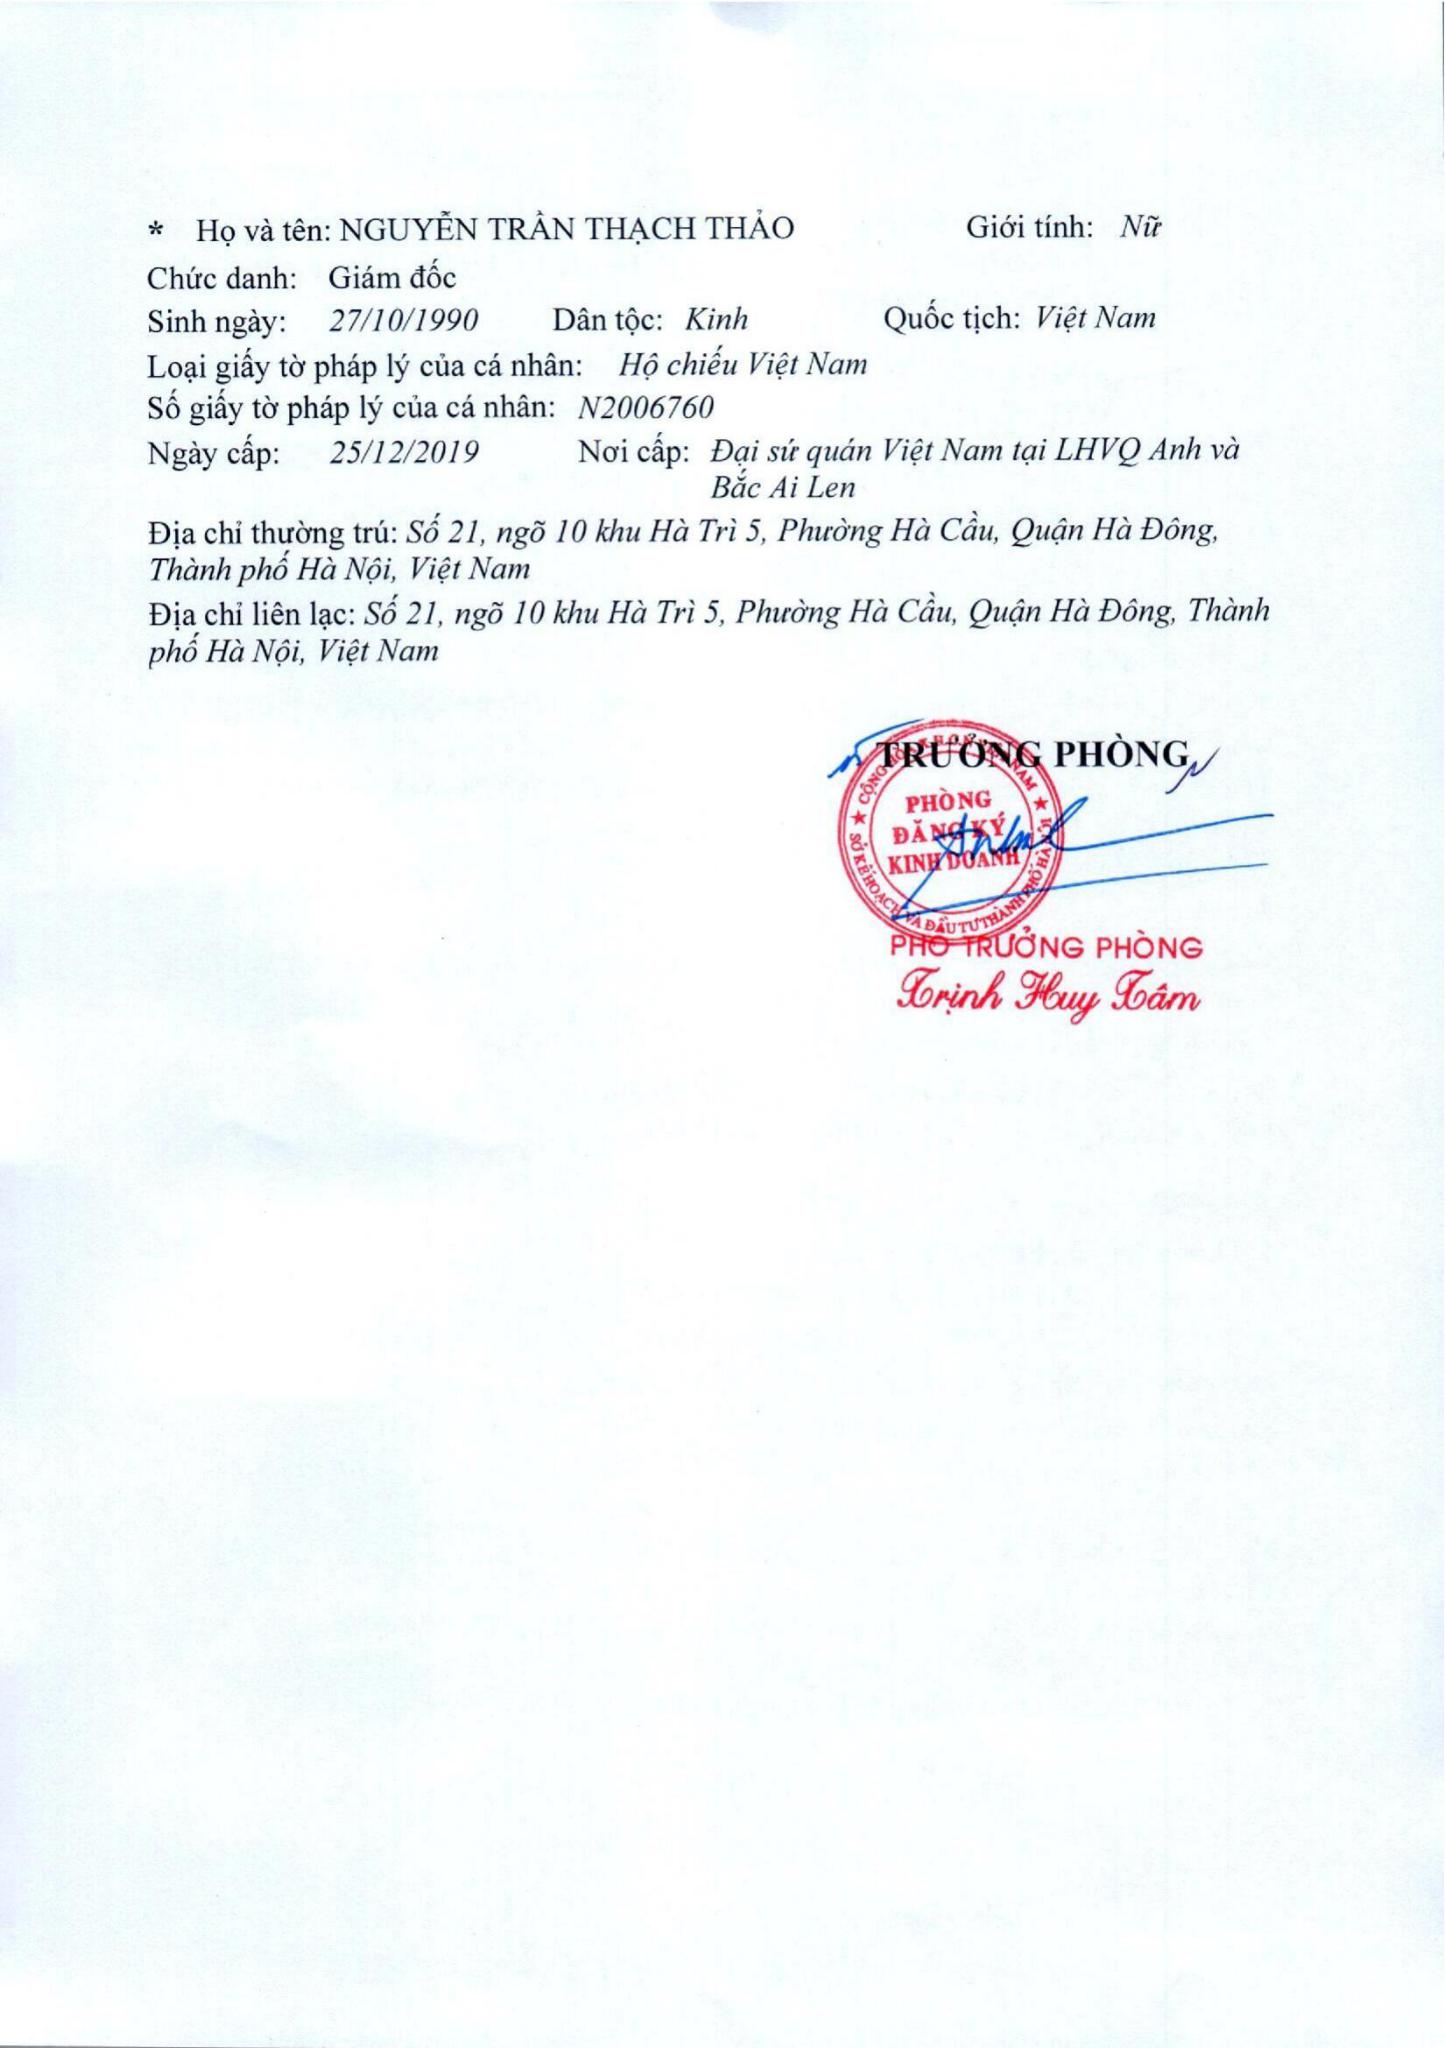 * Họ và tên: NGUYỄN TRẦN THẠCH THẢO Giới tính: Nữ
Chức danh: Giám đốc
Sinh ngày: 27/10/1990 Dân tộc: Kinh Quốc tịch: Việt Nam
Loại giấy tờ pháp lý của cá nhân: Hộ chiếu Việt Nam
Số giấy tờ pháp lý của cá nhân: N2006760
Ngày cấp: 25/12/2019 Nơi cấp: Đại sứ quán Việt Nam tại LHVQ Anh và
Bắc Ai Len
Địa chỉ thường trú: Số 21, ngõ 10 khu Hà Trì 5, Phường Hà Cầu, Quận Hà Đông,
Thành phố Hà Nội, Việt Nam
Địa chỉ liên lạc: Số 21, ngõ 10 khu Hà Trì 5, Phường Hà Cầu, Quận Hà Đông, Thành
phố Hà Nội, Việt Nam
TRƯỞNG PHÒNG
CỘNG HÒA X.H.C.N VIỆT NAM
PHÒNG
ĐĂNG KÝ
KINH DOANH
SỞ KẾ HOẠCH VÀ ĐẦU TƯ THÀNH PHỐ HÀ NỘI
PHÓ TRƯỞNG PHÒNG
Trịnh Huy Tâm